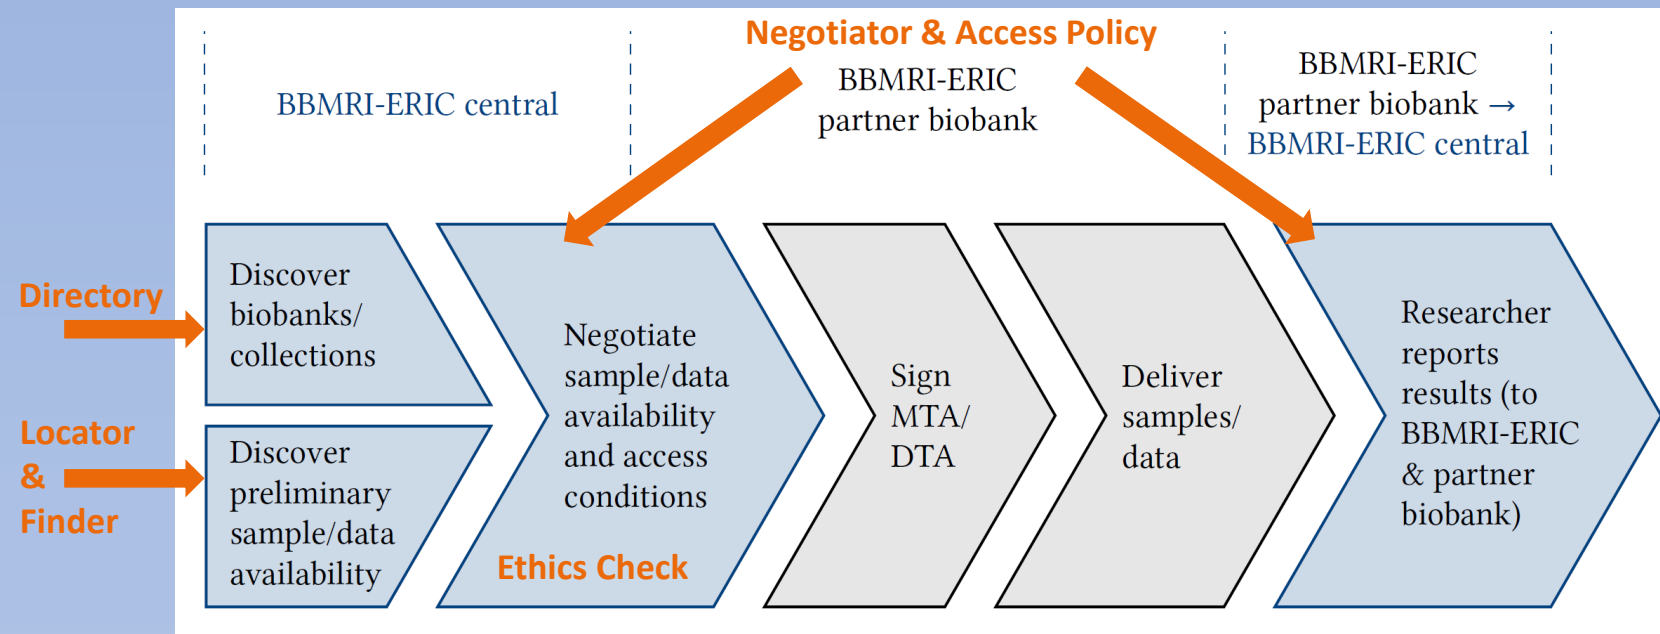 Negotiator & Access Policy
BBMRI-ERIC central
BBMRI-ERIC
partner biobank
BBMRI-ERIC
partner biobank →
BBMRI-ERIC central
Directory
Locator
&
Finder
Discover
biobanks/
collections
Discover
preliminary
sample/data
availability
Negotiate
sample/data
availability
and access
conditions
Ethics Check
Sign
MTA/
DTA
Deliver
samples/
data
Researcher
reports
results (to
BBMRI-ERIC
& partner
biobank)